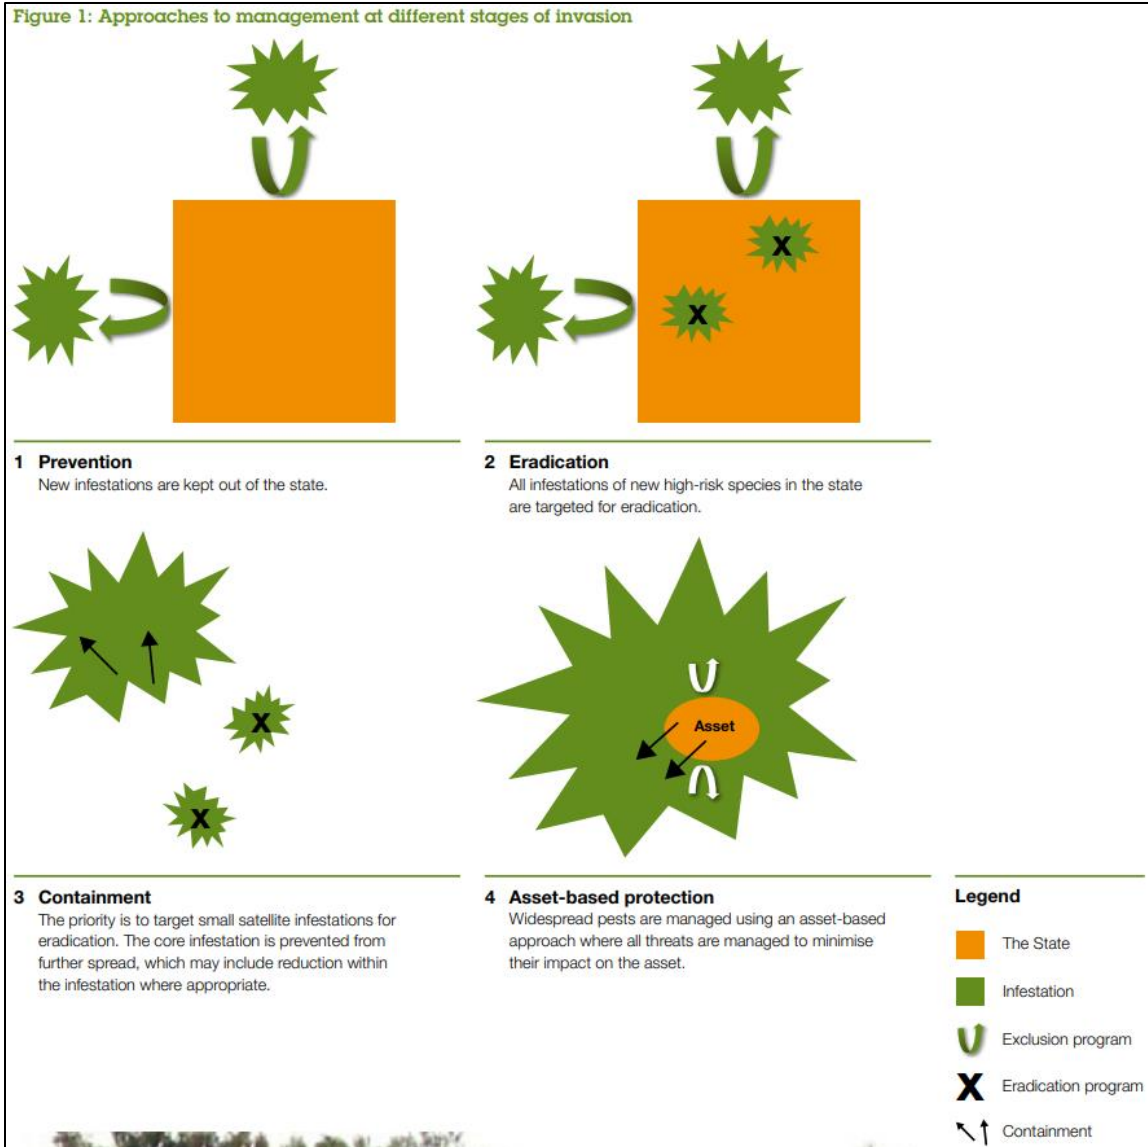 Figure 1: Approaches to management at different stages of invasion
X
X
1 Prevention
New infestations are kept out of the state.
2 Eradication
All infestations of new high-risk species in the state
are targeted for eradication.
X
X
Asset
3 Containment
The priority is to target small satellite infestations for
eradication. The core infestation is prevented from
further spread, which may include reduction within
the infestation where appropriate.
4 Asset-based protection
Widespread pests are managed using an asset-based
approach where all threats are managed to minimise
their impact on the asset.
Legend
The State
Infestation
Exclusion program
X Eradication program
Containment